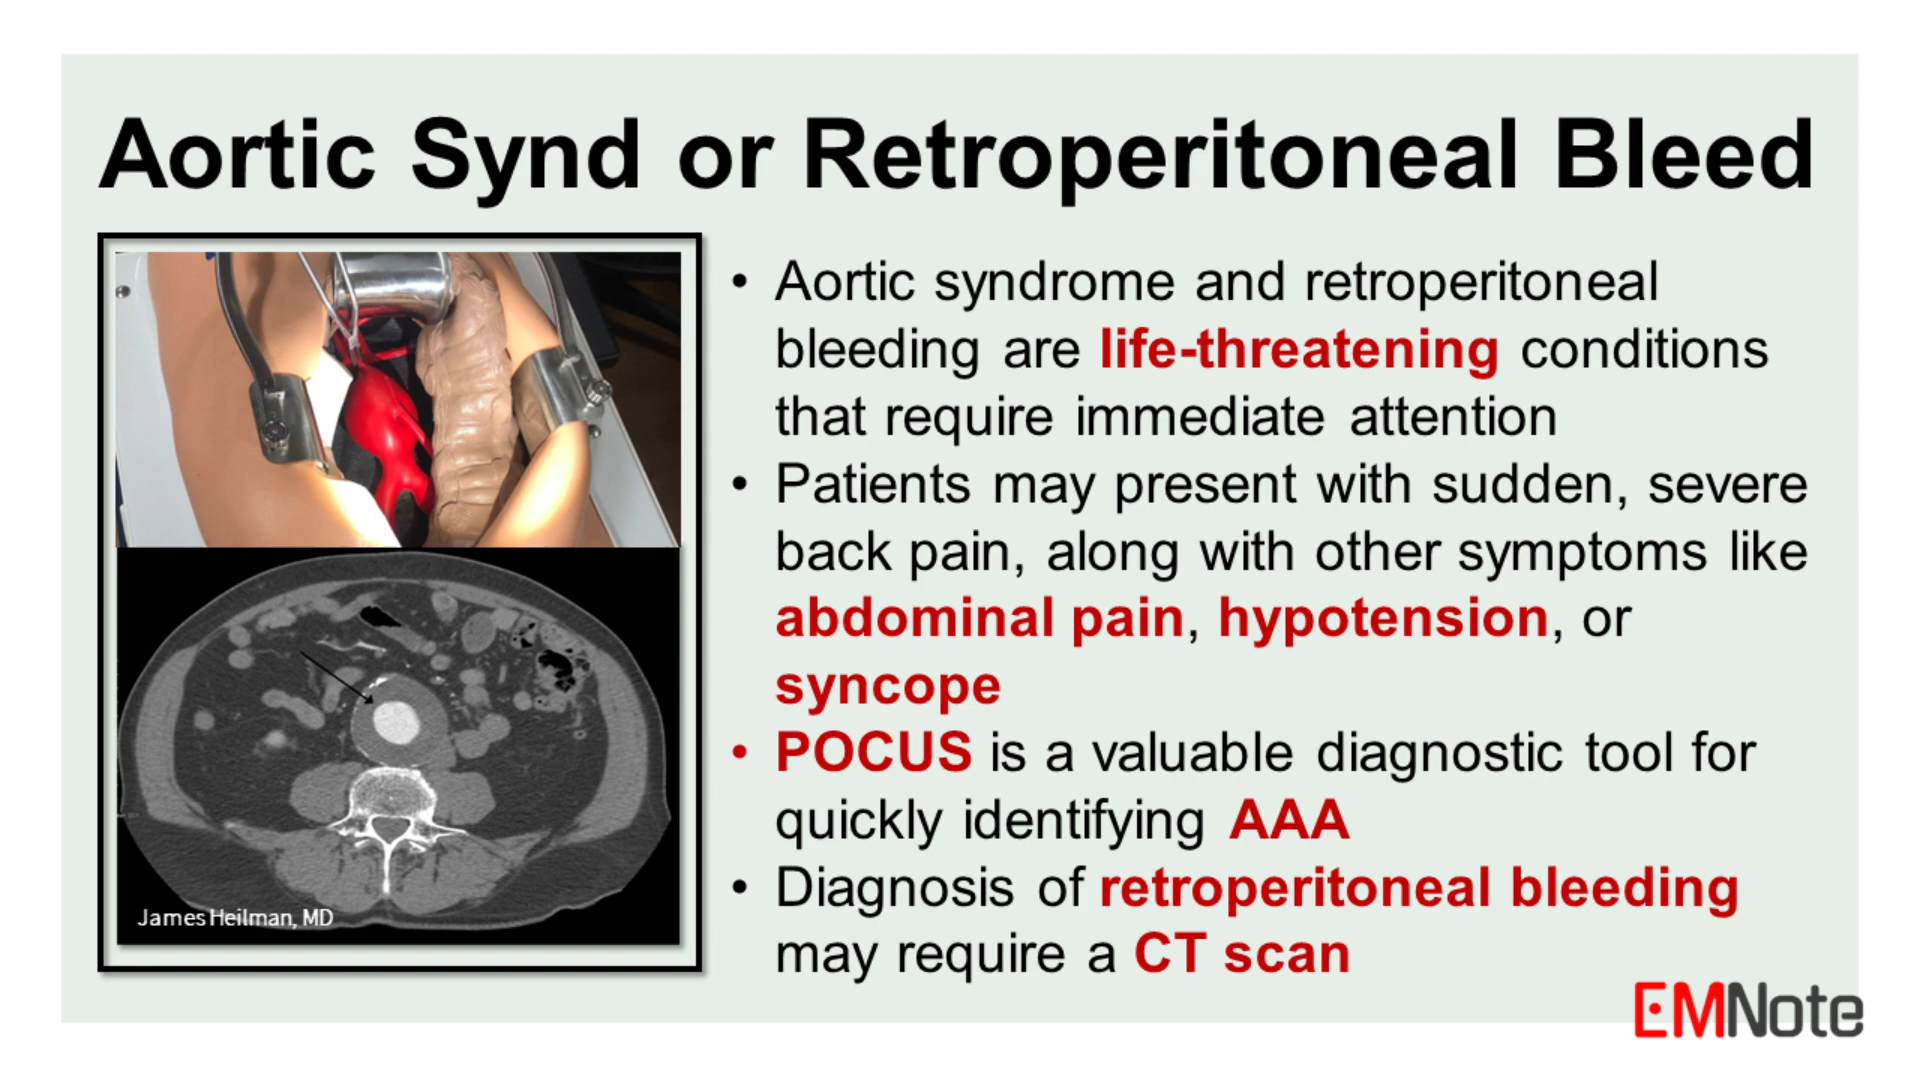 Aortic Synd or Retroperitoneal Bleed
• Aortic syndrome and retroperitoneal
bleeding are life-threatening conditions
that require immediate attention
• Patients may present with sudden, severe
back pain, along with other symptoms like
abdominal pain, hypotension, or
syncope
• POCUS is a valuable diagnostic tool for
quickly identifying AAA
• Diagnosis of retroperitoneal bleeding
may require a CT scan
James Heilman, MD
EMNote